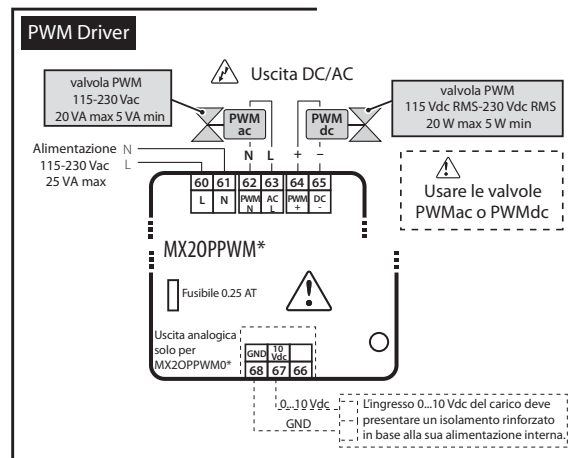 PWM Driver
Uscita DC/AC
valvola PWM
115-230 Vac
20 VA max 5 VA min
PWM
ac
PWM
dc
valvola PWM
115 Vdc RMS-230 Vdc RMS
20 W max 5 W min
N L + –
Alimentazione N
115-230 Vac L
25 VA max
Usare le valvole
PWMac o PWMdc
60 61 62 63 64 65
L N PWM N AC L PWM + DC -
MX2OPPWM*
Fusibile 0.25 AT
Uscita analogica
solo per
MX2OPPWM0*
GND 10 Vdc
68 67 66
0...10 Vdc
GND
L'ingresso 0...10 Vdc del carico deve
presentare un isolamento rinforzato
in base alla sua alimentazione interna.